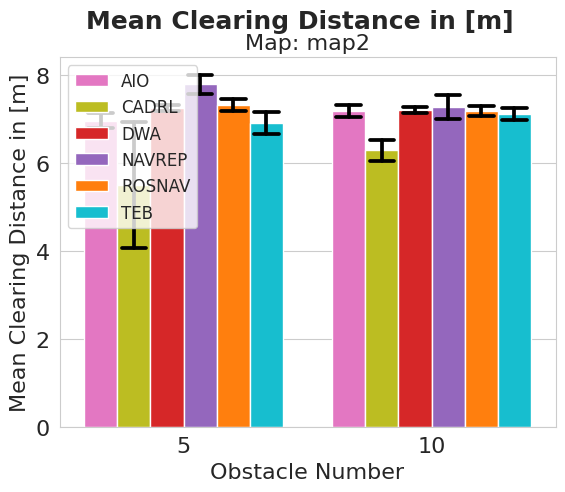 Mean Clearing Distance in [m]
Map: map2
Mean Clearing Distance in [m]
8
6
4
2
0
AIO
CADRL
DWA
NAVREP
ROSNAV
TEB
5
10
Obstacle Number